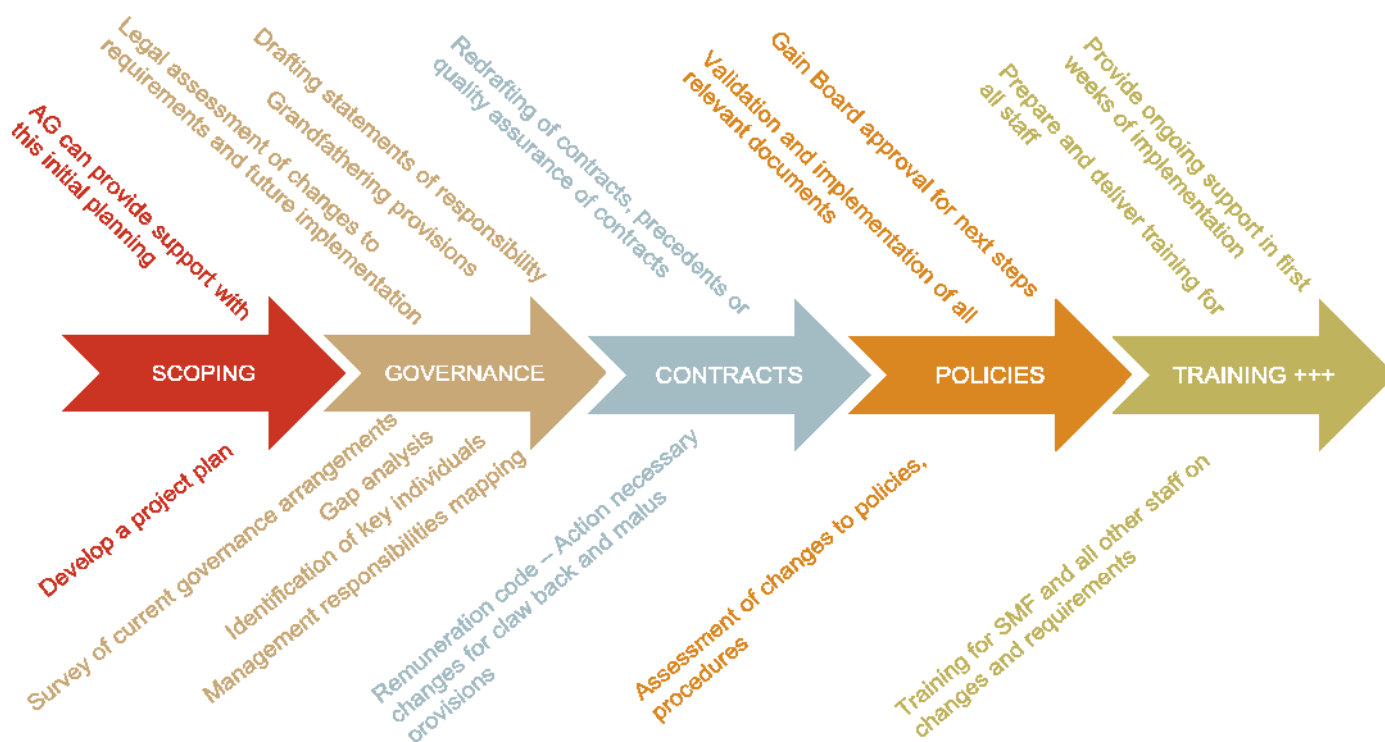 AG can provide support with
this initial planning
Legal assessment of changes to
requirements and future implementation
Grandfathering provisions
Drafting statements of responsibility
Redrafting of contracts, precedents or
quality assurance of contracts
Validation and implementation of all
relevant documents
Gain Board approval for next steps
Prepare and deliver training for
all staff
Provide ongoing support in first
weeks of implementation
SCOPING
GOVERNANCE
CONTRACTS
POLICIES
TRAINING +++
Develop a project plan
Survey of current governance arrangements
Gap analysis
Identification of key individuals
Management responsibilities mapping
Remuneration code – Action necessary
changes for claw back and malus
provisions
Assessment of changes to policies,
procedures
Training for SMF and all other staff on
changes and requirements